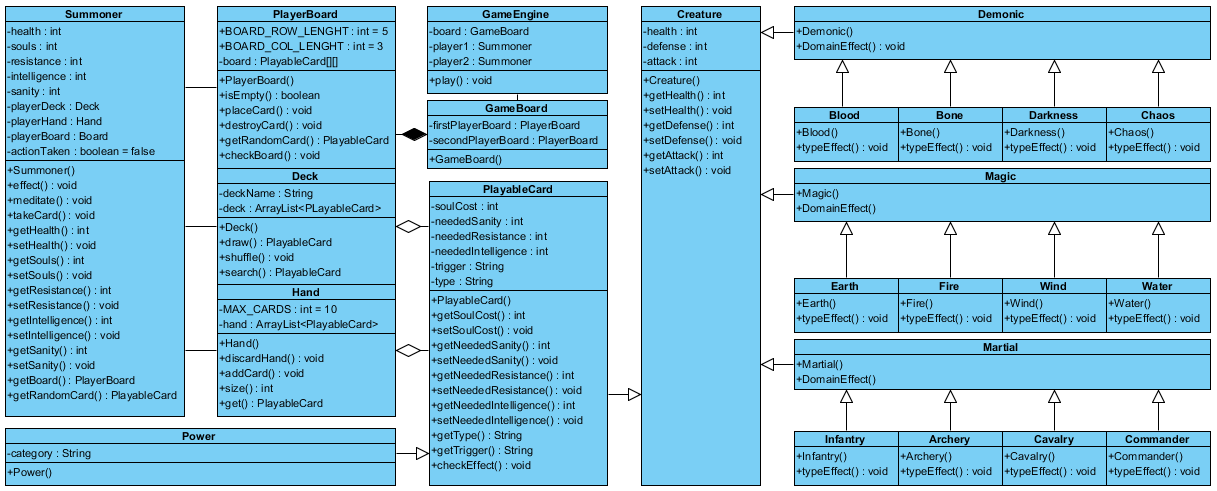 Summoner
-health : int
-souls : int
-resistance : int
-intelligence : int
-sanity : int
-playerDeck : Deck
-playerHand : Hand
-playerBoard : Board
-actionTaken : boolean = false
+Summoner()
+effect() : void
+meditate() : void
+takeCard() : void
+getHealth() : int
+setHealth() : void
+getSouls() : int
+setSouls() : void
+getResistance() : int
+setResistance() : void
+getIntelligence() : int
+setIntelligence() : void
+getSanity() : int
+setSanity() : void
+getBoard() : PlayerBoard
+getRandomCard() : PlayableCard
PlayerBoard
+BOARD_ROW_LENGHT : int = 5
+BOARD_COL_LENGHT : int = 3
-board : PlayableCard[][]
+PlayerBoard()
+isEmpty() : boolean
+placeCard() : void
+destroyCard() : void
+getRandomCard() : PlayableCard
+checkBoard() : void
Deck
-deckName : String
-deck : ArrayList<PLayableCard>
+Deck()
+draw() : PlayableCard
+shuffle() : void
+search() : PlayableCard
Hand
-MAX_CARDS : int = 10
-hand : ArrayList<PlayableCard>
+Hand()
+discardHand() : void
+addCard() : void
+size() : int
+get() : PlayableCard
Power
-category : String
+Power()
GameEngine
-board : GameBoard
-player1 : Summoner
-player2 : Summoner
+play() : void
GameBoard
-firstPlayerBoard : PlayerBoard
-secondPlayerBoard : PlayerBoard
+GameBoard()
PlayableCard
-soulCost : int
-neededSanity : int
-neededResistance : int
-neededIntelligence : int
-trigger : String
-type : String
+PlayableCard()
+getSoulCost() : int
+setSoulCost() : void
+getNeededSanity() : int
+setNeededSanity() : void
+getNeededResistance() : int
+setNeededResistance() : void
+getNeededIntelligence() : int
+setNeededIntelligence() : void
+getType() : String
+getTrigger() : String
+checkEffect() : void
Creature
-health : int
-defense : int
-attack : int
+Creature()
+getHealth() : int
+setHealth() : void
+getDefense() : int
+setDefense() : void
+getAttack() : int
+setAttack() : void
Demonic
+Demonic()
+DomainEffect() : void
Blood
+Blood()
+typeEffect() : void
Bone
+Bone()
+typeEffect() : void
Darkness
+Darkness()
+typeEffect() : void
Chaos
+Chaos()
+typeEffect() : void
Magic
+Magic()
+DomainEffect()
Earth
+Earth()
+typeEffect() : void
Fire
+Fire()
+typeEffect() : void
Wind
+Wind()
+typeEffect() : void
Water
+Water()
+typeEffect() : void
Martial
+Martial()
+DomainEffect()
Infantry
+Infantry()
+typeEffect() : void
Archery
+Archery()
+typeEffect() : void
Cavalry
+Cavalry()
+typeEffect() : void
Commander
+Commander()
+typeEffect() : void